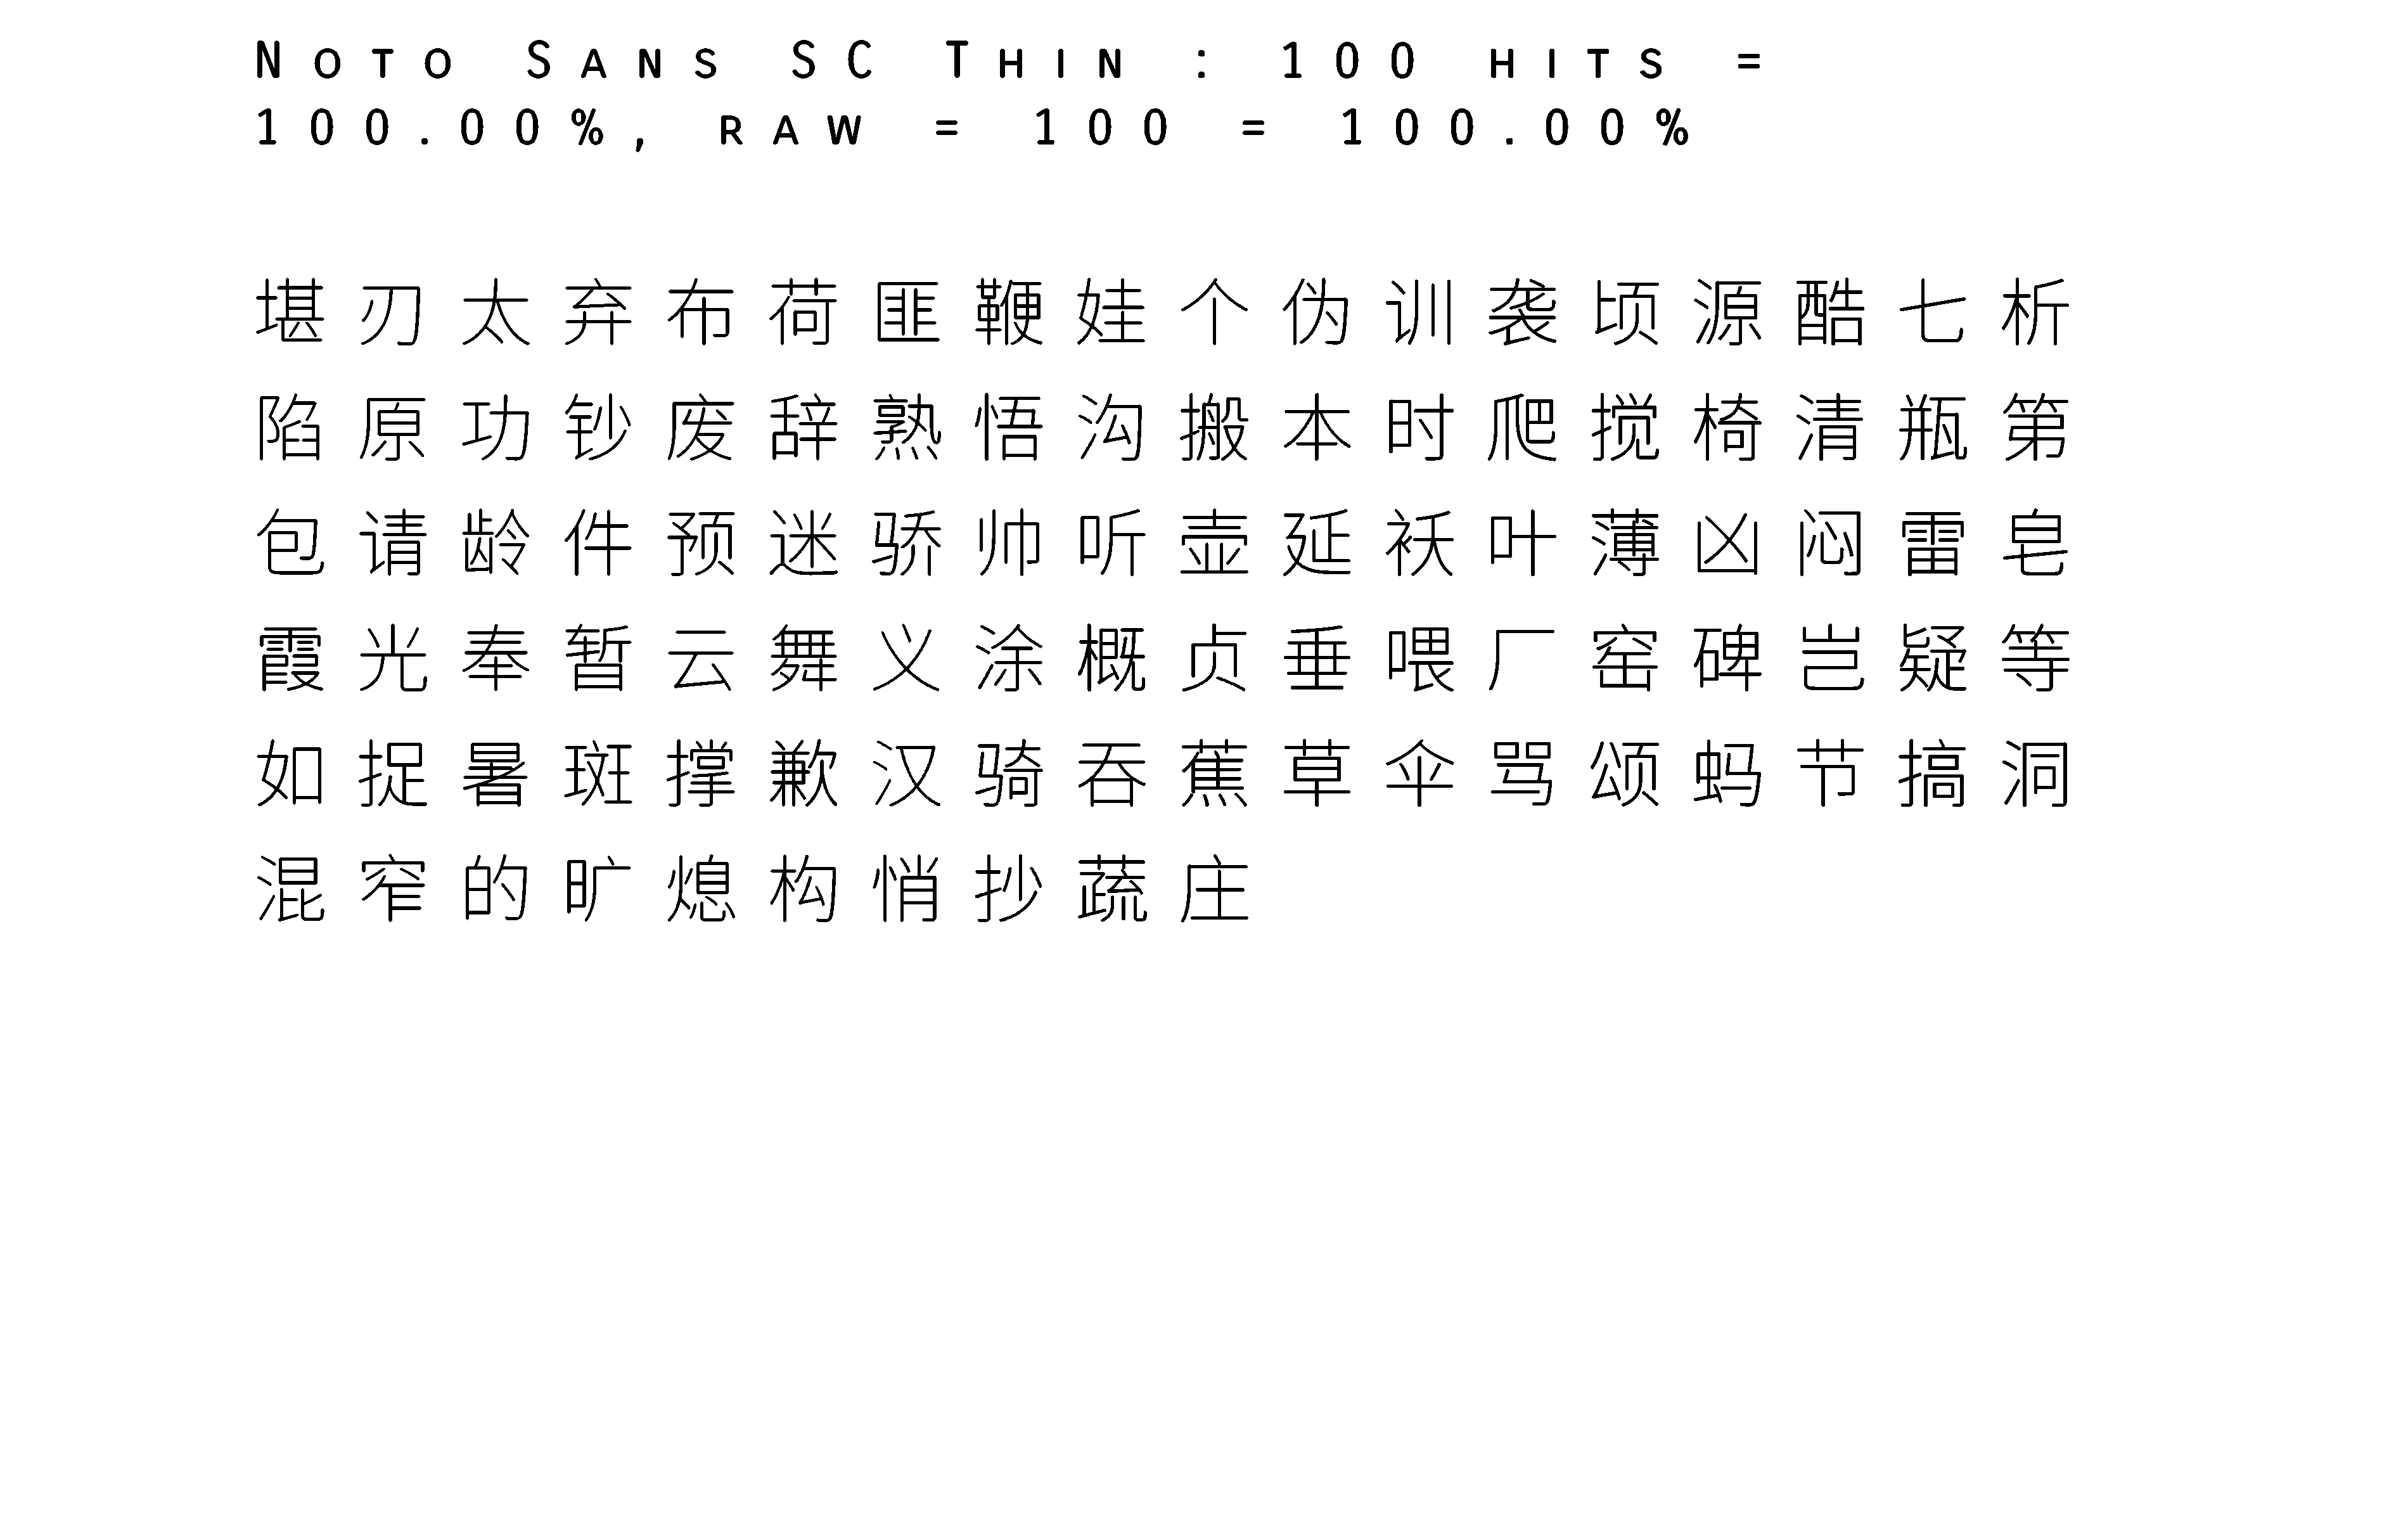 Noto Sans SC Thin : 100 hits =
100.00%, raw = 100 = 100.00%
堪刃太弃布荷匪鞭娃个伪训袭顷源酷七析
陷原功钞废辞熟悟沟搬本时爬搅椅清瓶第
包请龄件预迷骄帅听壶延袄叶薄凶闷雷皂
霞光奉暂云舞义涂概贞垂喂厂窑碑岂疑等
如捉暑斑撑歉汉骑吞蕉草伞骂颂蚂节搞洞
混窄的旷熄构悄抄蔬庄